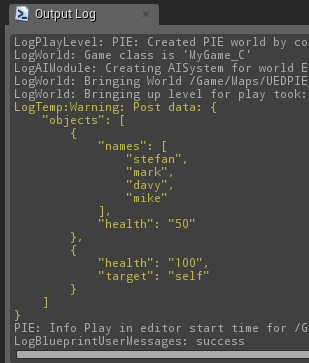 Output Log
LogPlayLevel: PIE: Created PIE world by co
LogWorld: Game class is 'MyGame_C'
LogAIModule: Creating AISystem for world E
LogWorld: Bringing World /Game/Maps/UEDPIE_
LogWorld: Bringing up level for play took:
LogTemp:Warning: Post data: {
    "objects": [
        {
            "names": [
                "stefan",
                "mark",
                "davy",
                "mike"
            ],
            "health": "50"
        },
        {
            "health": "100",
            "target": "self"
        }
    ]
}
PIE: Info Play in editor start time for /G
LogBlueprintUserMessages: success